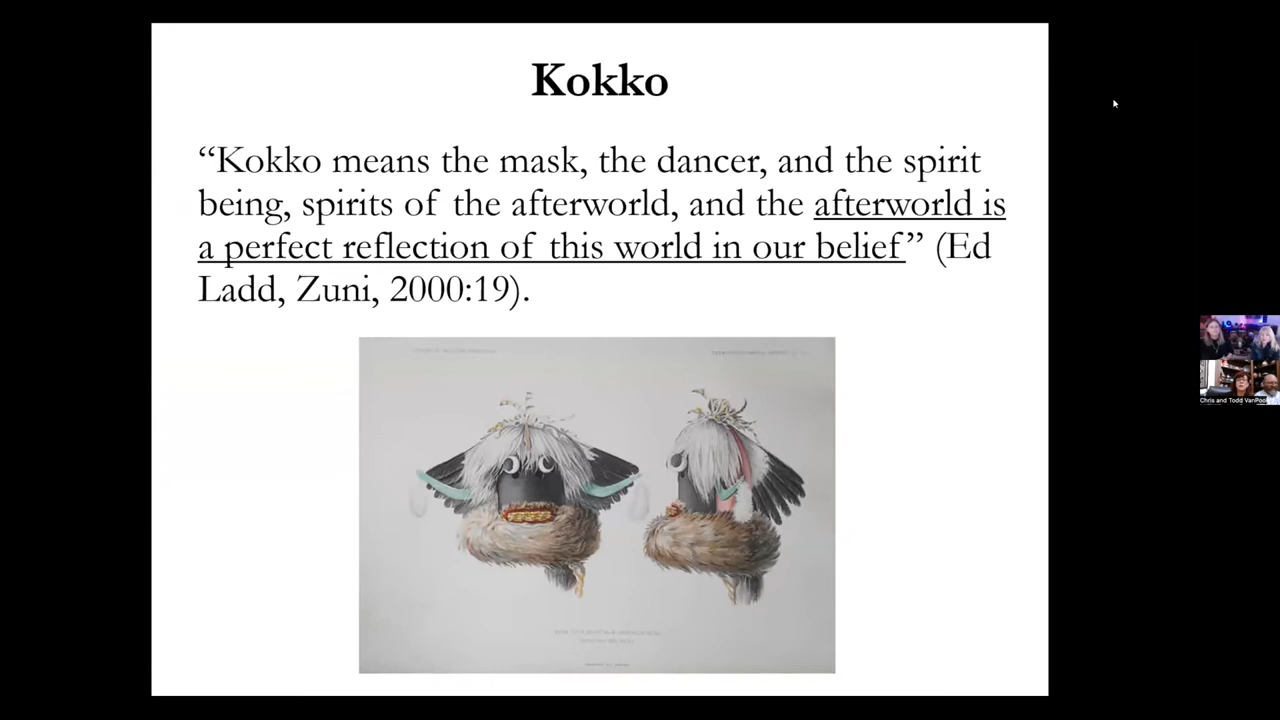 Kokko
“Kokko means the mask, the dancer, and the spirit
being, spirits of the afterworld, and the afterworld is
a perfect reflection of this world in our belief” (Ed
Ladd, Zuni, 2000:19).
Chris and Todd